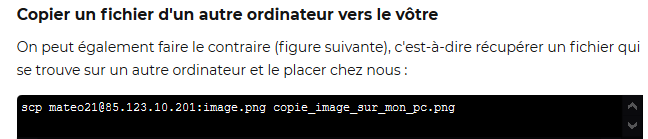 Copier un fichier d'un autre ordinateur vers le vôtre
On peut également faire le contraire (figure suivante), c'est-à-dire récupérer un fichier qui
se trouve sur un autre ordinateur et le placer chez nous :
scp mateo21@85.123.10.201:image.png copie_image_sur_mon_pc.png